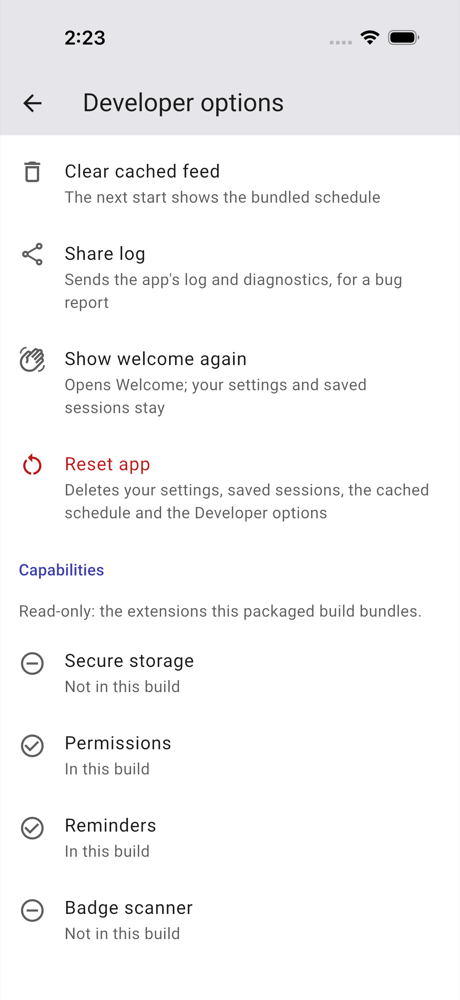 2:23
Developer options
Clear cached feed
The next start shows the bundled schedule
Share log
Sends the app's log and diagnostics, for a bug
report
Show welcome again
Opens Welcome; your settings and saved
sessions stay
Reset app
Deletes your settings, saved sessions, the cached
schedule and the Developer options
Capabilities
Read-only: the extensions this packaged build bundles.
Secure storage
Not in this build
Permissions
In this build
Reminders
In this build
Badge scanner
Not in this build